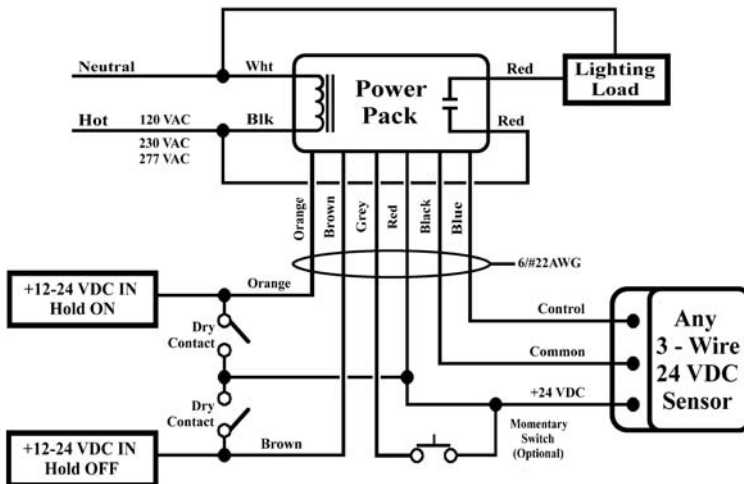 Neutral
Wht
Hot
120 VAC
230 VAC
277 VAC
Blk
Power
Pack
Red
Red
Lighting
Load
Orange
Brown
Grey
Red
Black
Blue
6/#22AWG
+12-24 VDC IN
Hold ON
Orange
Dry
Contact
Dry
Contact
+12-24 VDC IN
Hold OFF
Brown
Control
Common
+24 VDC
Momentary
Switch
(Optional)
Any
3 - Wire
24 VDC
Sensor